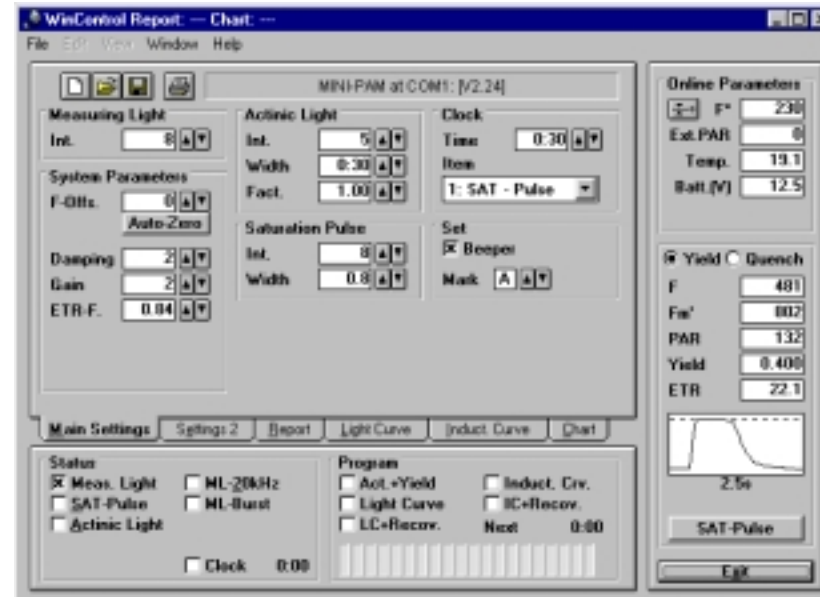 WinControl Report: --- Chart: ---
File Edit View Window Help
MINI-PAM at COM1: [V2.24]
Measuring Light
Int. 8
System Parameters
F-Offs. 0
Auto-Zero
Damping 2
Gain 2
ETR-F. 0.84
Actinic Light
Int. 5
Width 0:30
Fact. 1.00
Saturation Pulse
Int. 8
Width 0.8
Clock
Time 0:30
Item
1: SAT - Pulse
Set
Beeper
Mark A
Main Settings Settings 2 Report Light Curve Induct. Curve Chart
Status
Meas. Light ML-20kHz
SAT-Pulse ML-Burst
Actinic Light
Clock 0:00
Program
Act.+Yield Induct. Crv.
Light Curve IC+Recov.
LC+Recov. Next 0:00
Online Parameters
F* 230
Ext.PAR 0
Temp. 19.1
Batt.(V) 12.5
Yield Quench
F 481
Fm' 802
PAR 132
Yield 0.400
ETR 22.1
2.5s
SAT-Pulse
Exit